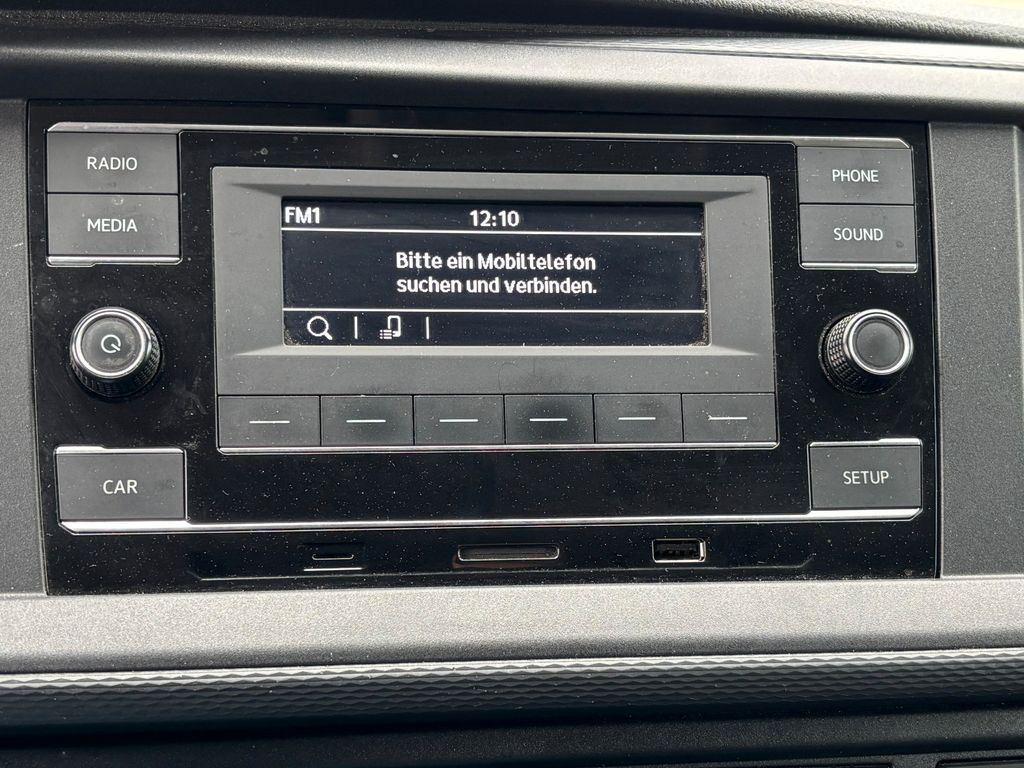 RADIO
MEDIA
FM1 12:10
Bitte ein Mobiltelefon
suchen und verbinden.
PHONE
SOUND
CAR
SETUP